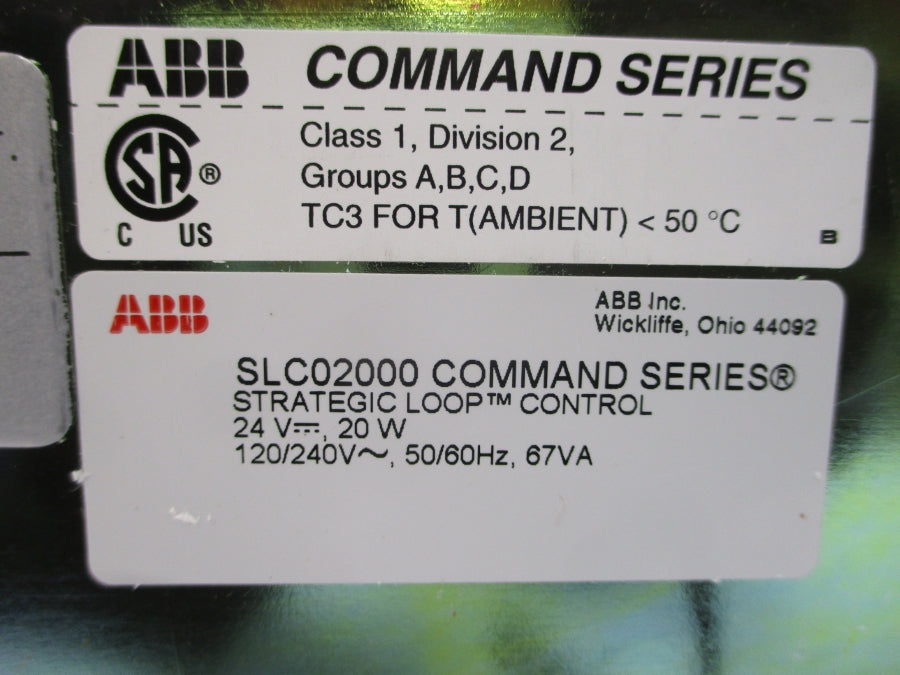 ABB COMMAND SERIES
Class 1, Division 2,
Groups A,B,C,D
TC3 FOR T(AMBIENT) < 50 °C
SA ®
C US
B
ABB
ABB Inc.
Wickliffe, Ohio 44092
SLC02000 COMMAND SERIES®
STRATEGIC LOOP™ CONTROL
24 V⎓, 20 W
120/240V∼, 50/60Hz, 67VA